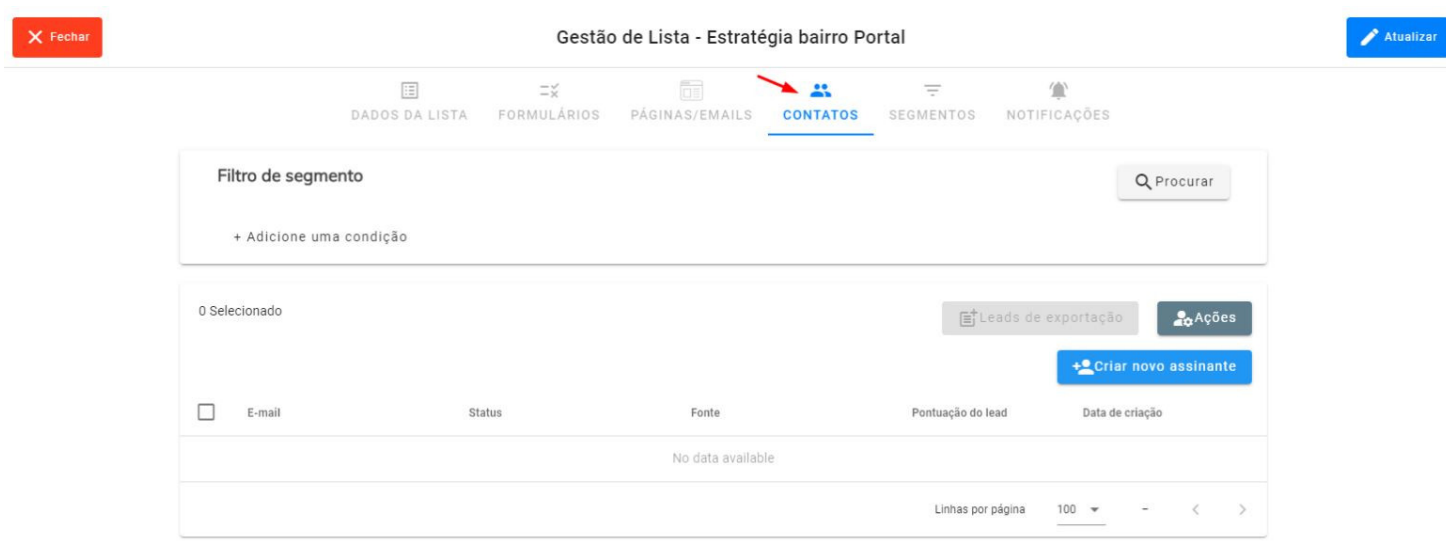 Fechar
Gestão de Lista - Estratégia bairro Portal
Atualizar
DADOS DA LISTA
FORMULÁRIOS
PÁGINAS/EMAILS
CONTATOS
SEGMENTOS
NOTIFICAÇÕES
Filtro de segmento
Procurar
+ Adicione uma condição
0 Selecionado
Leads de exportação
Ações
Criar novo assinante
E-mail
Status
Fonte
Pontuação do lead
Data de criação
No data available
Linhas por página
100
–